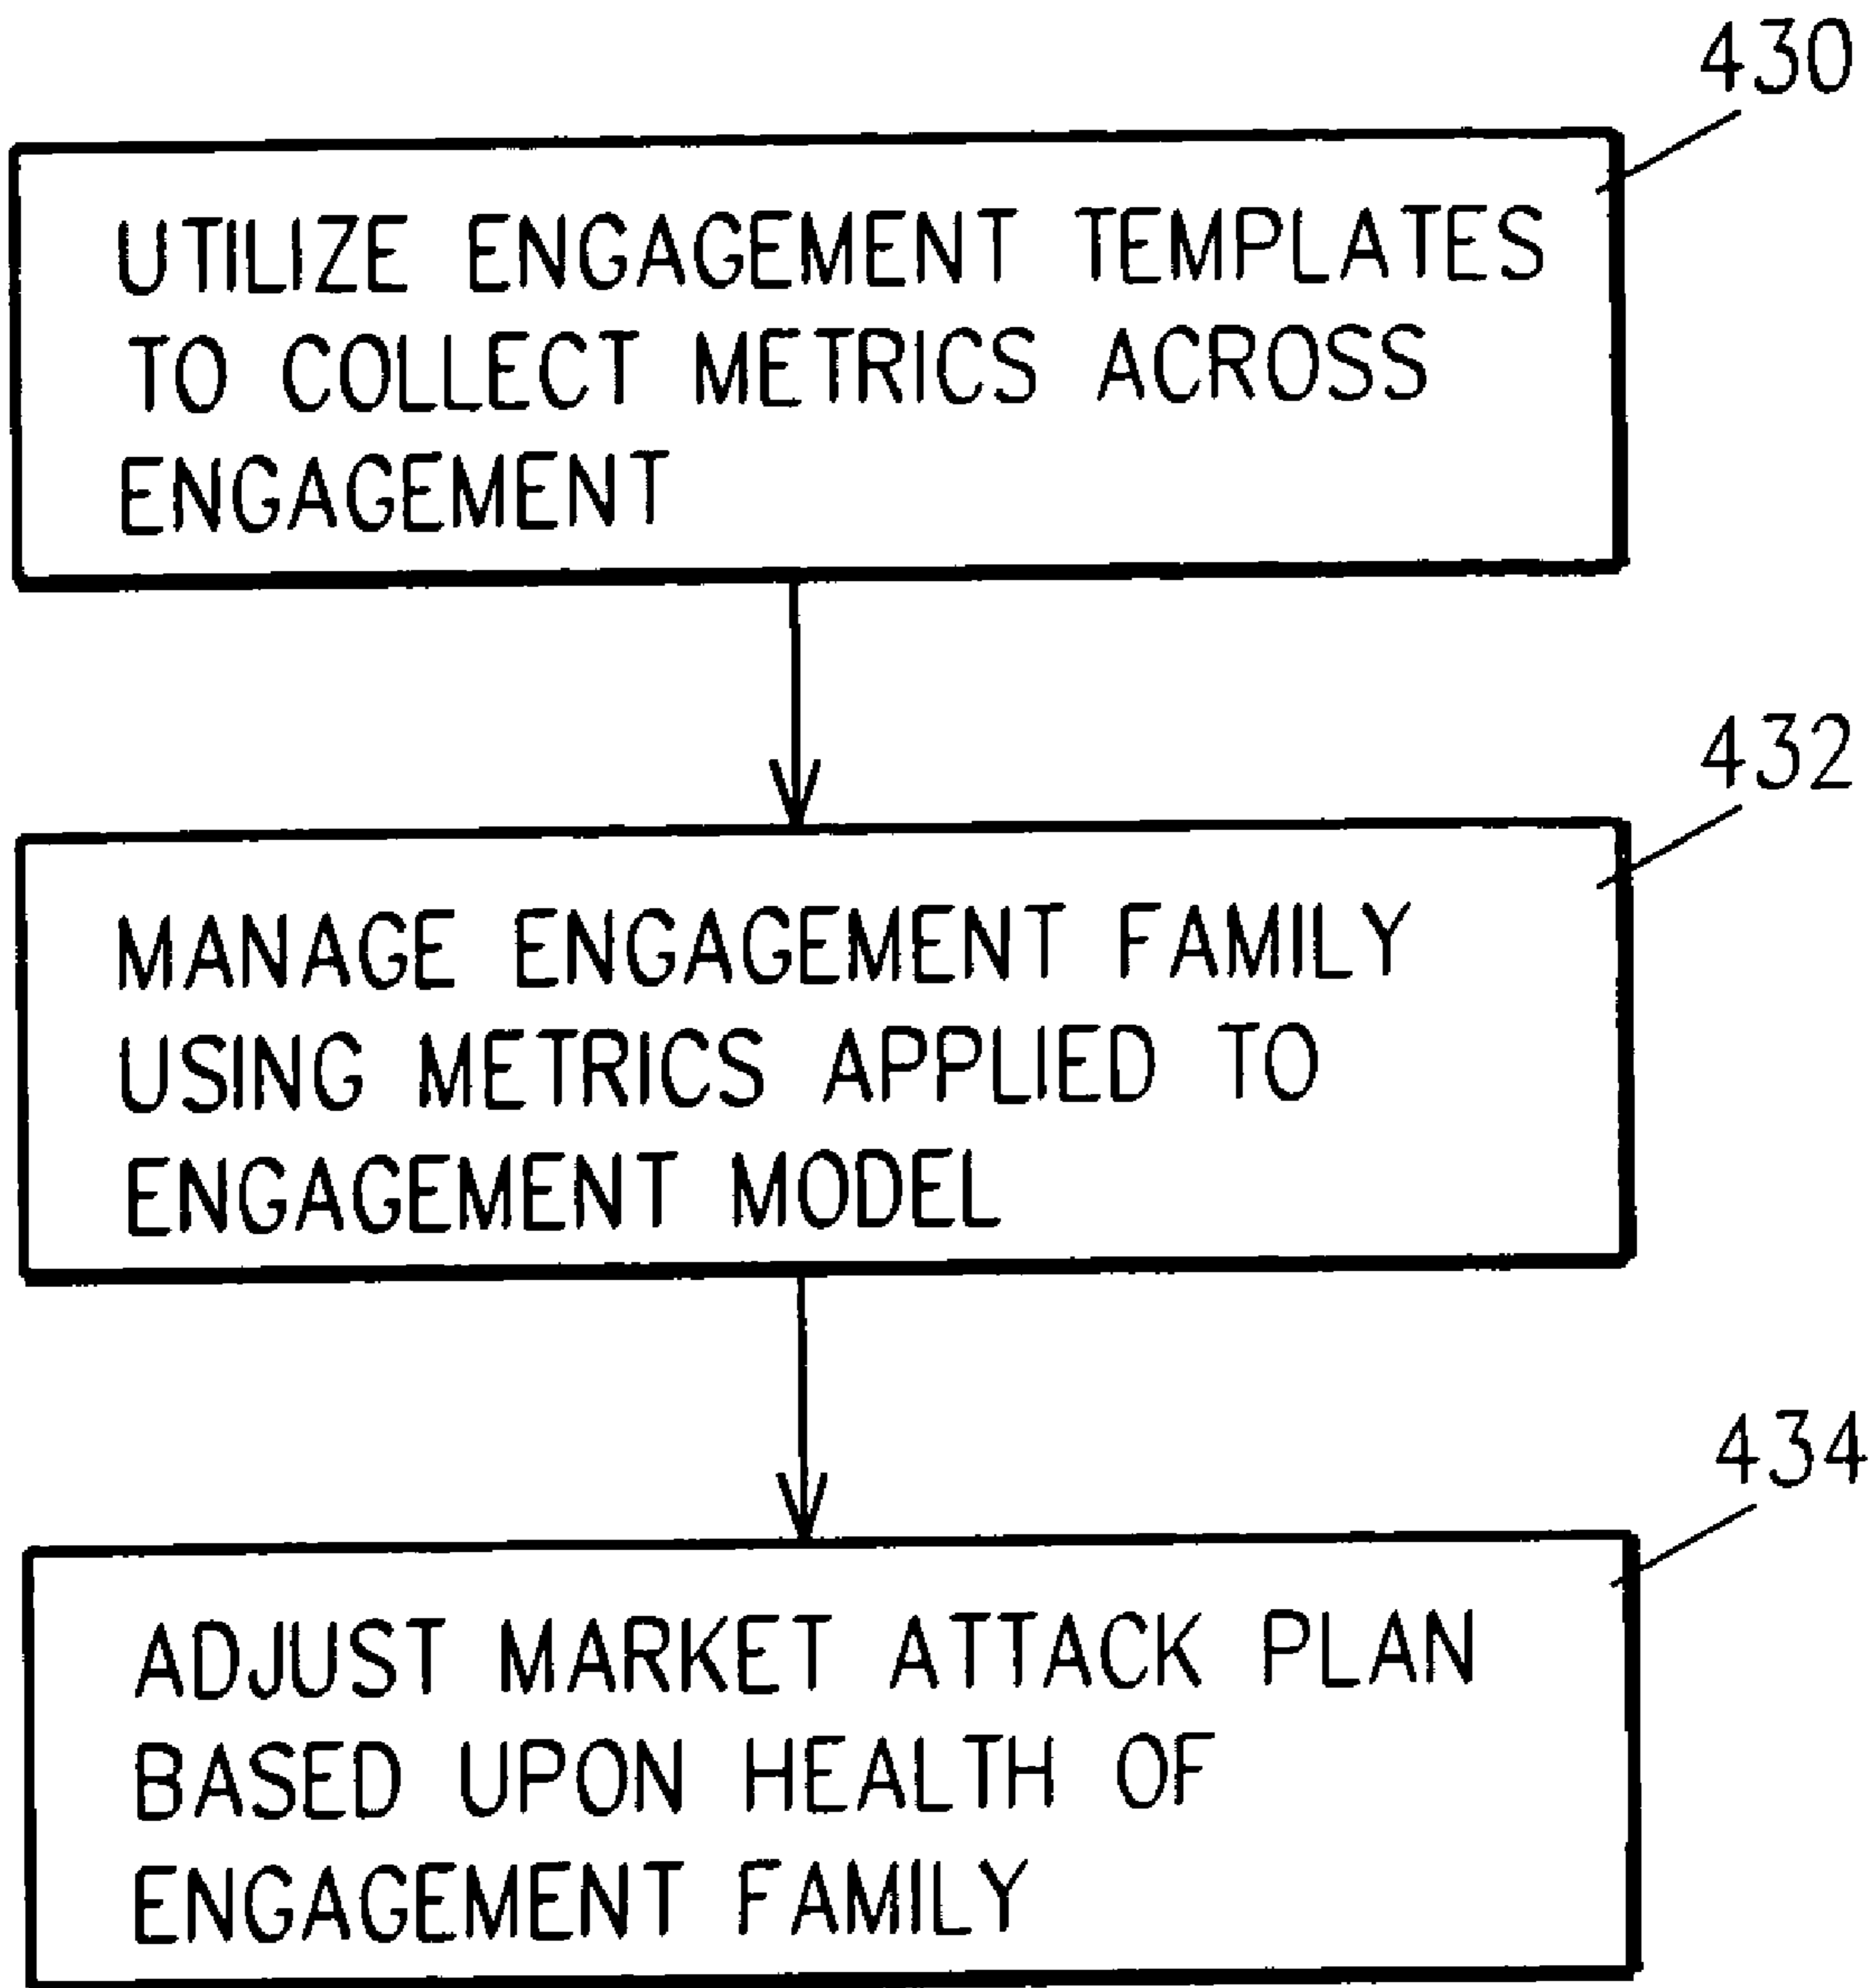 430
UTILIZE ENGAGEMENT TEMPLATES
TO COLLECT METRICS ACROSS
ENGAGEMENT
432
MANAGE ENGAGEMENT FAMILY
USING METRICS APPLIED TO
ENGAGEMENT MODEL
434
ADJUST MARKET ATTACK PLAN
BASED UPON HEALTH OF
ENGAGEMENT FAMILY